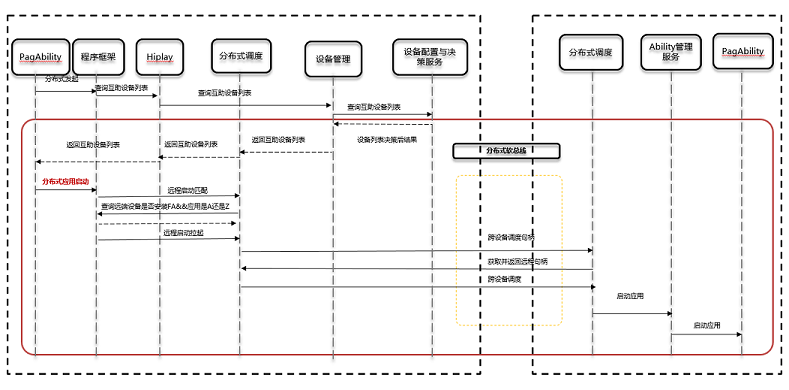 PagAbility
程序框架
Hiplay
分布式调度
设备管理
设备配置与决
策服务
分布式调度
Ability管理
服务
PagAbility
分布式发起
查询互助设备列表
查询互助设备列表
查询互助设备列表
返回互助设备列表
返回互助设备列表
返回互助设备列表
设备列表决策后结果
分布式软总线
分布式应用启动
远程启动匹配
查询远端设备是否安装FA&&应用是A还是Z
远程启动拉起
跨设备调度句柄
获取并返回远程句柄
跨设备调度
启动应用
启动应用